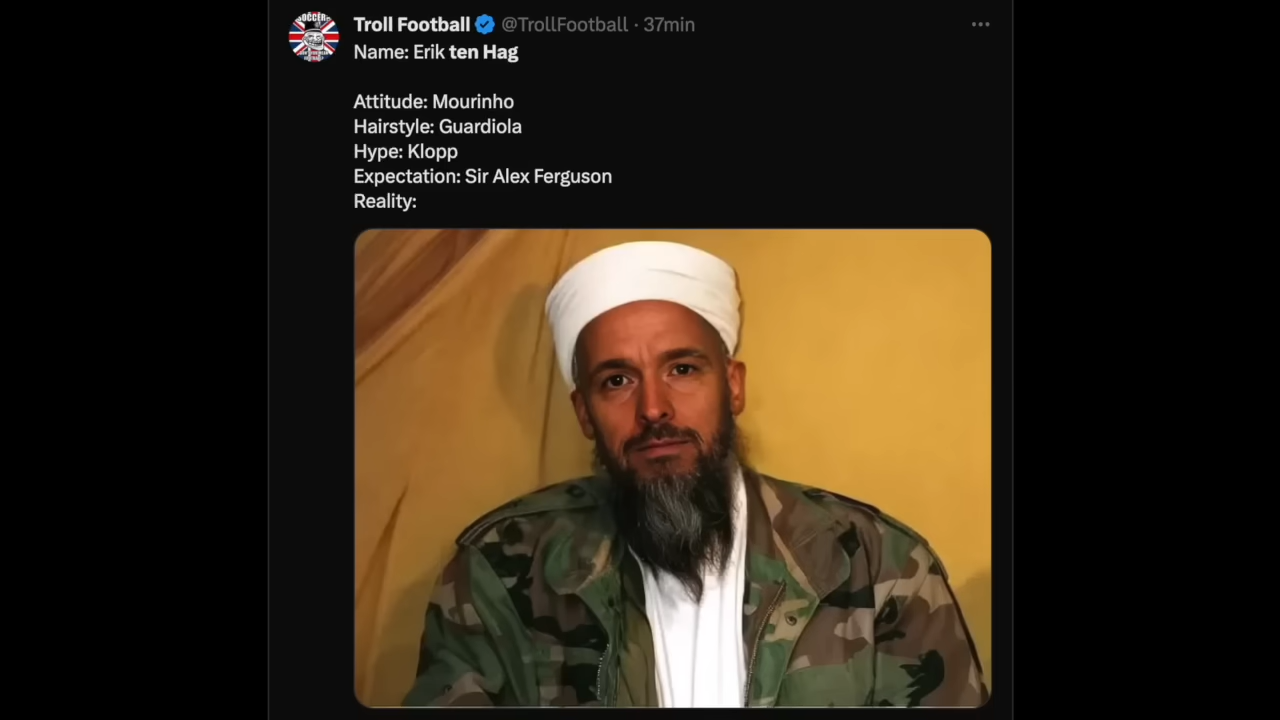 Troll Football @TrollFootball · 37min
Name: Erik ten Hag
Attitude: Mourinho
Hairstyle: Guardiola
Hype: Klopp
Expectation: Sir Alex Ferguson
Reality:
SOCCER